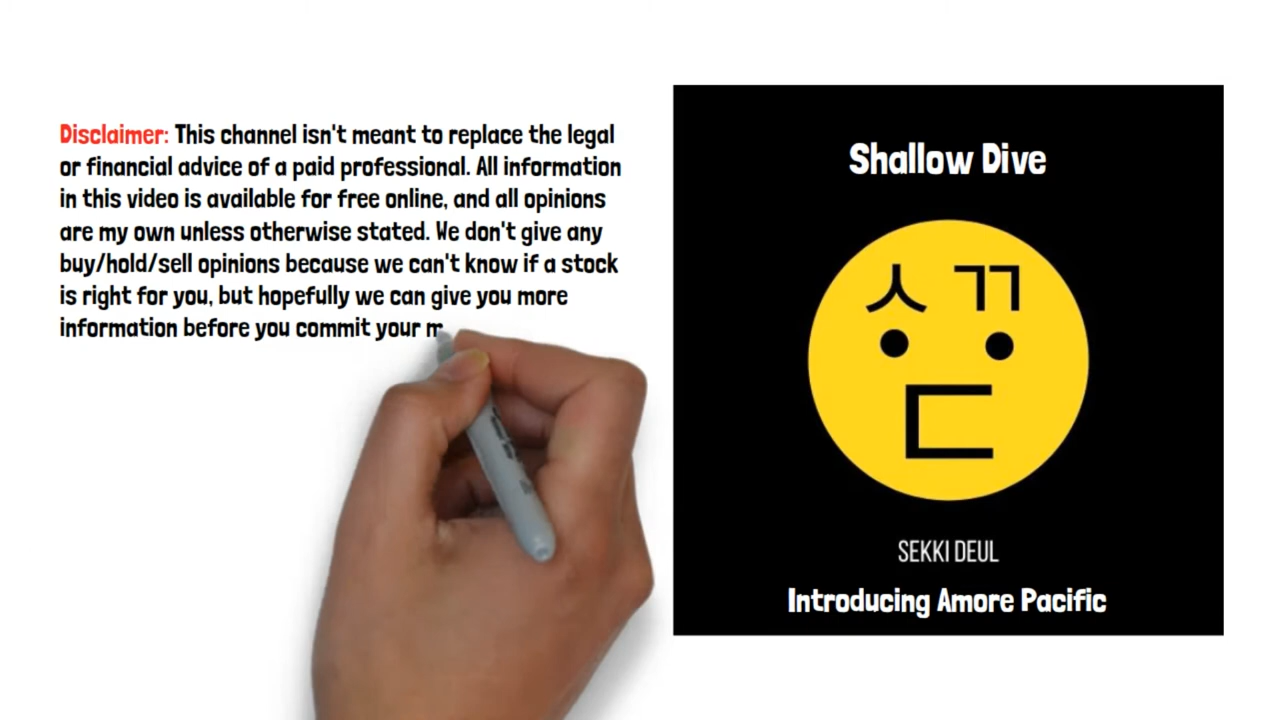 Disclaimer: This channel isn't meant to replace the legal
or financial advice of a paid professional. All information
in this video is available for free online, and all opinions
are my own unless otherwise stated. We don't give any
buy/hold/sell opinions because we can't know if a stock
is right for you, but hopefully we can give you more
information before you commit your m
Shallow Dive
ㅅ ㄲ
ㄷ
SEKKI DEUL
Introducing Amore Pacific